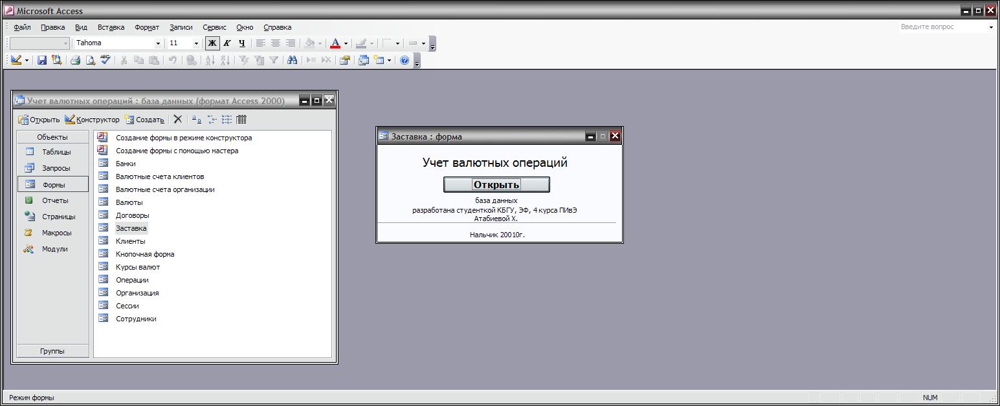 Microsoft Access
Файл Правка Вид Вставка Формат Записи Сервис Окно Справка
Введите вопрос
Tahoma 11 Ж К Ч A
ABC
Учет валютных операций : база данных (формат Access 2000)
Открыть Конструктор Создать
Объекты
Таблицы
Запросы
Формы
Отчеты
Страницы
Макросы
Модули
Группы
Создание формы в режиме конструктора
Создание формы с помощью мастера
Банки
Валютные счета клиентов
Валютные счета организации
Валюты
Договоры
Заставка
Клиенты
Кнопочная форма
Курсы валют
Операции
Организация
Сессии
Сотрудники
Заставка : форма
Учет валютных операций
Открыть
база данных
разработана студенткой КБГУ, ЭФ, 4 курса ПИвЭ
Атабиевой Х.
Нальчик 20010г.
Режим формы
NUM